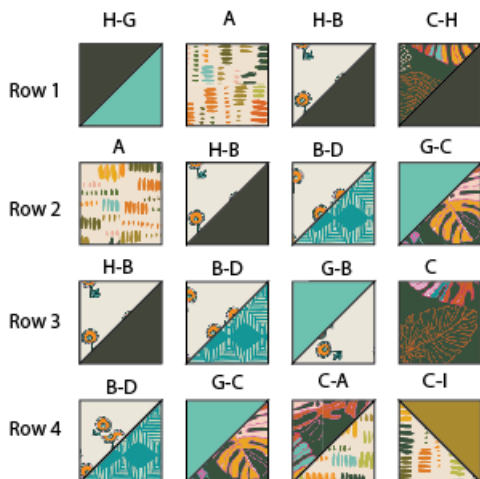 H-G A H-B C-H
Row 1
A H-B B-D G-C
Row 2
H-B B-D G-B C
Row 3
B-D G-C C-A C-I
Row 4